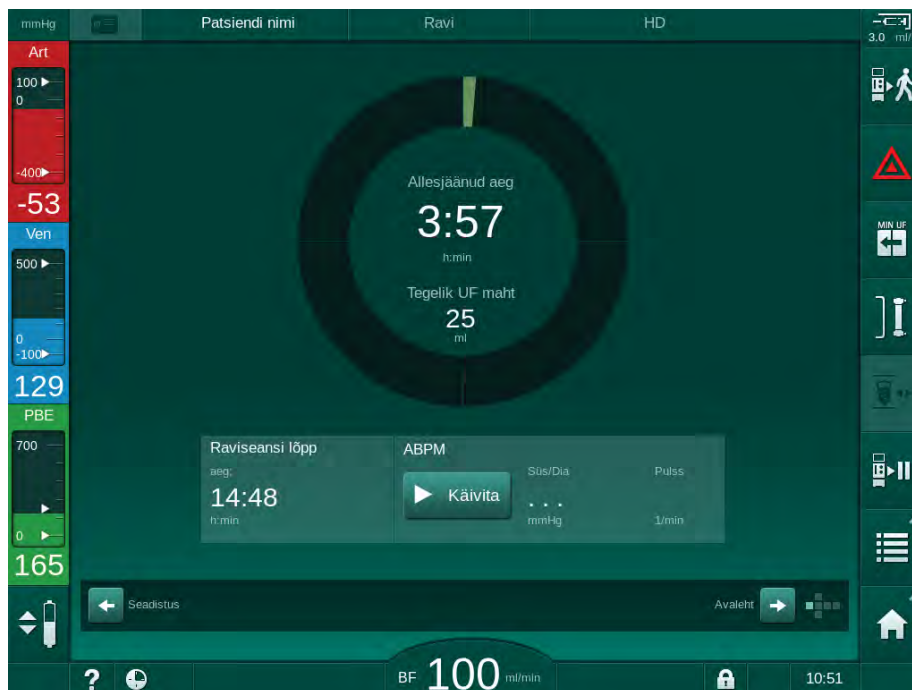 mmHg
Patsiendi nimi
Ravi
HD
3.0 ml/
Art
100
0
-400
-53
Ven
500
0
-100
129
PBE
700
0
165
MIN UF
Allesjäänud aeg
3:57
h:min
Tegelik UF maht
25
ml
Raviseansi lõpp
aeg:
14:48
h:min
ABPM
Käivita
Süs/Dia
. . .
mmHg
Pulss
1/min
Seadistus
Avaleht
?
BF 100 ml/min
10:51